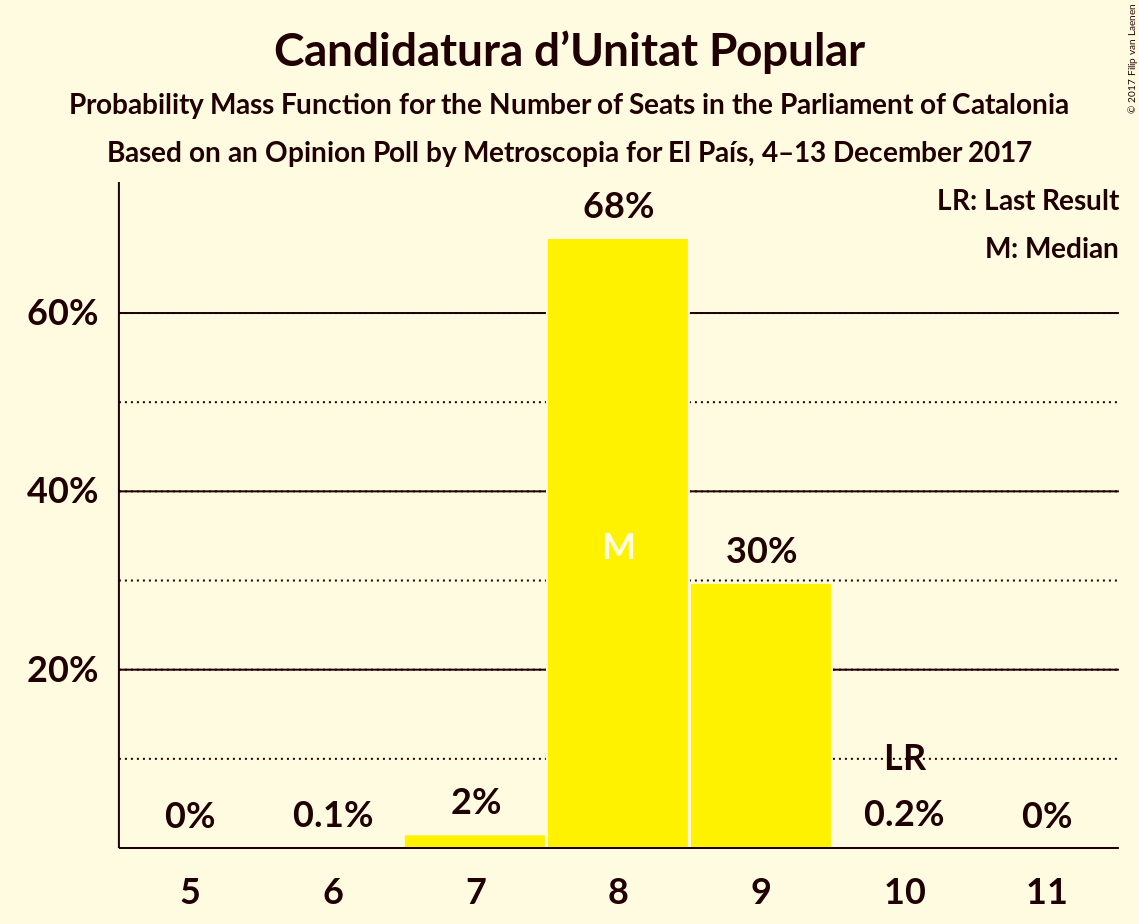 Candidatura d’Unitat Popular
Probability Mass Function for the Number of Seats in the Parliament of Catalonia
Based on an Opinion Poll by Metroscopia for El País, 4–13 December 2017
© 2017 Filip van Laenen
LR: Last Result
M: Median
60%
40%
20%
68%
M
30%
LR
0%
0.1%
2%
0.2%
0%
5 6 7 8 9 10 11